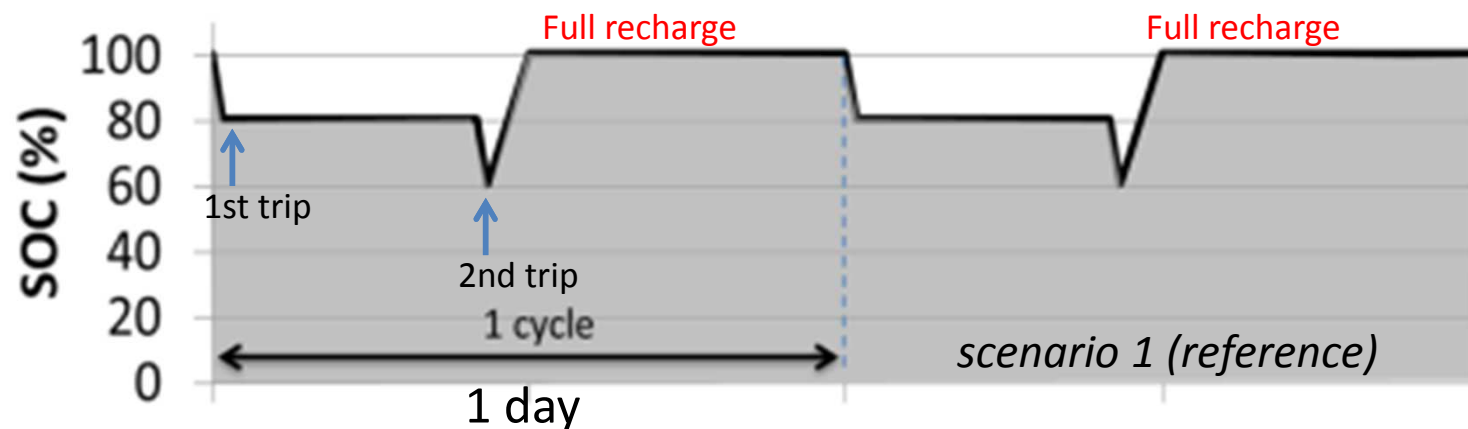 Full recharge
Full recharge
100
80
60
40
20
0
SOC (%)
1st trip
2nd trip
1 cycle
scenario 1 (reference)
1 day